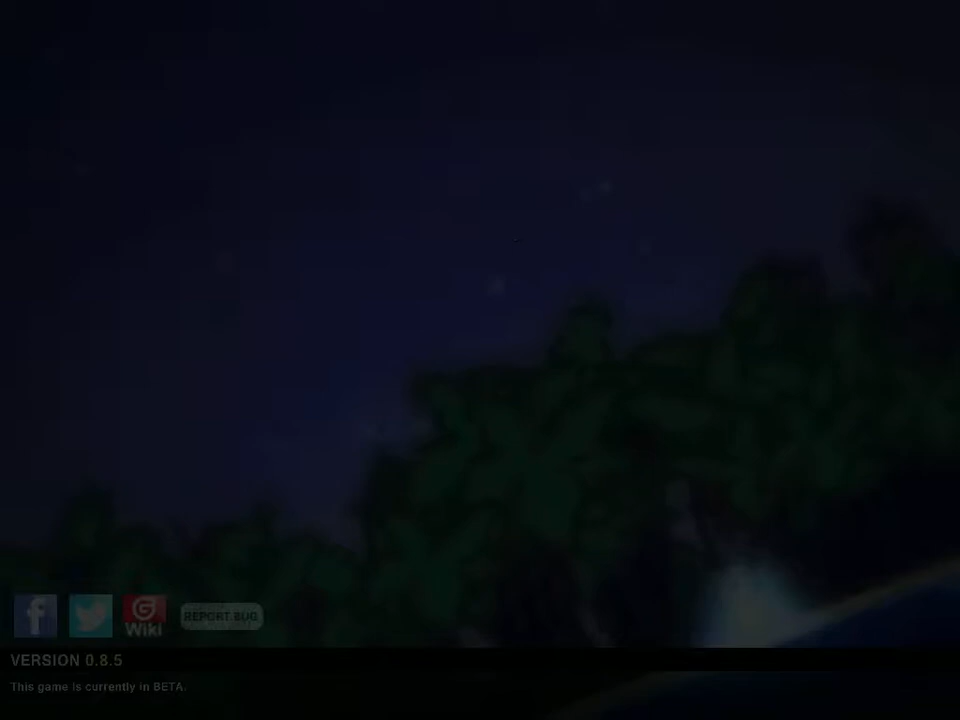 f
G
Wiki
REPORT BUG
VERSION 0.8.5
This game is currently in BETA.